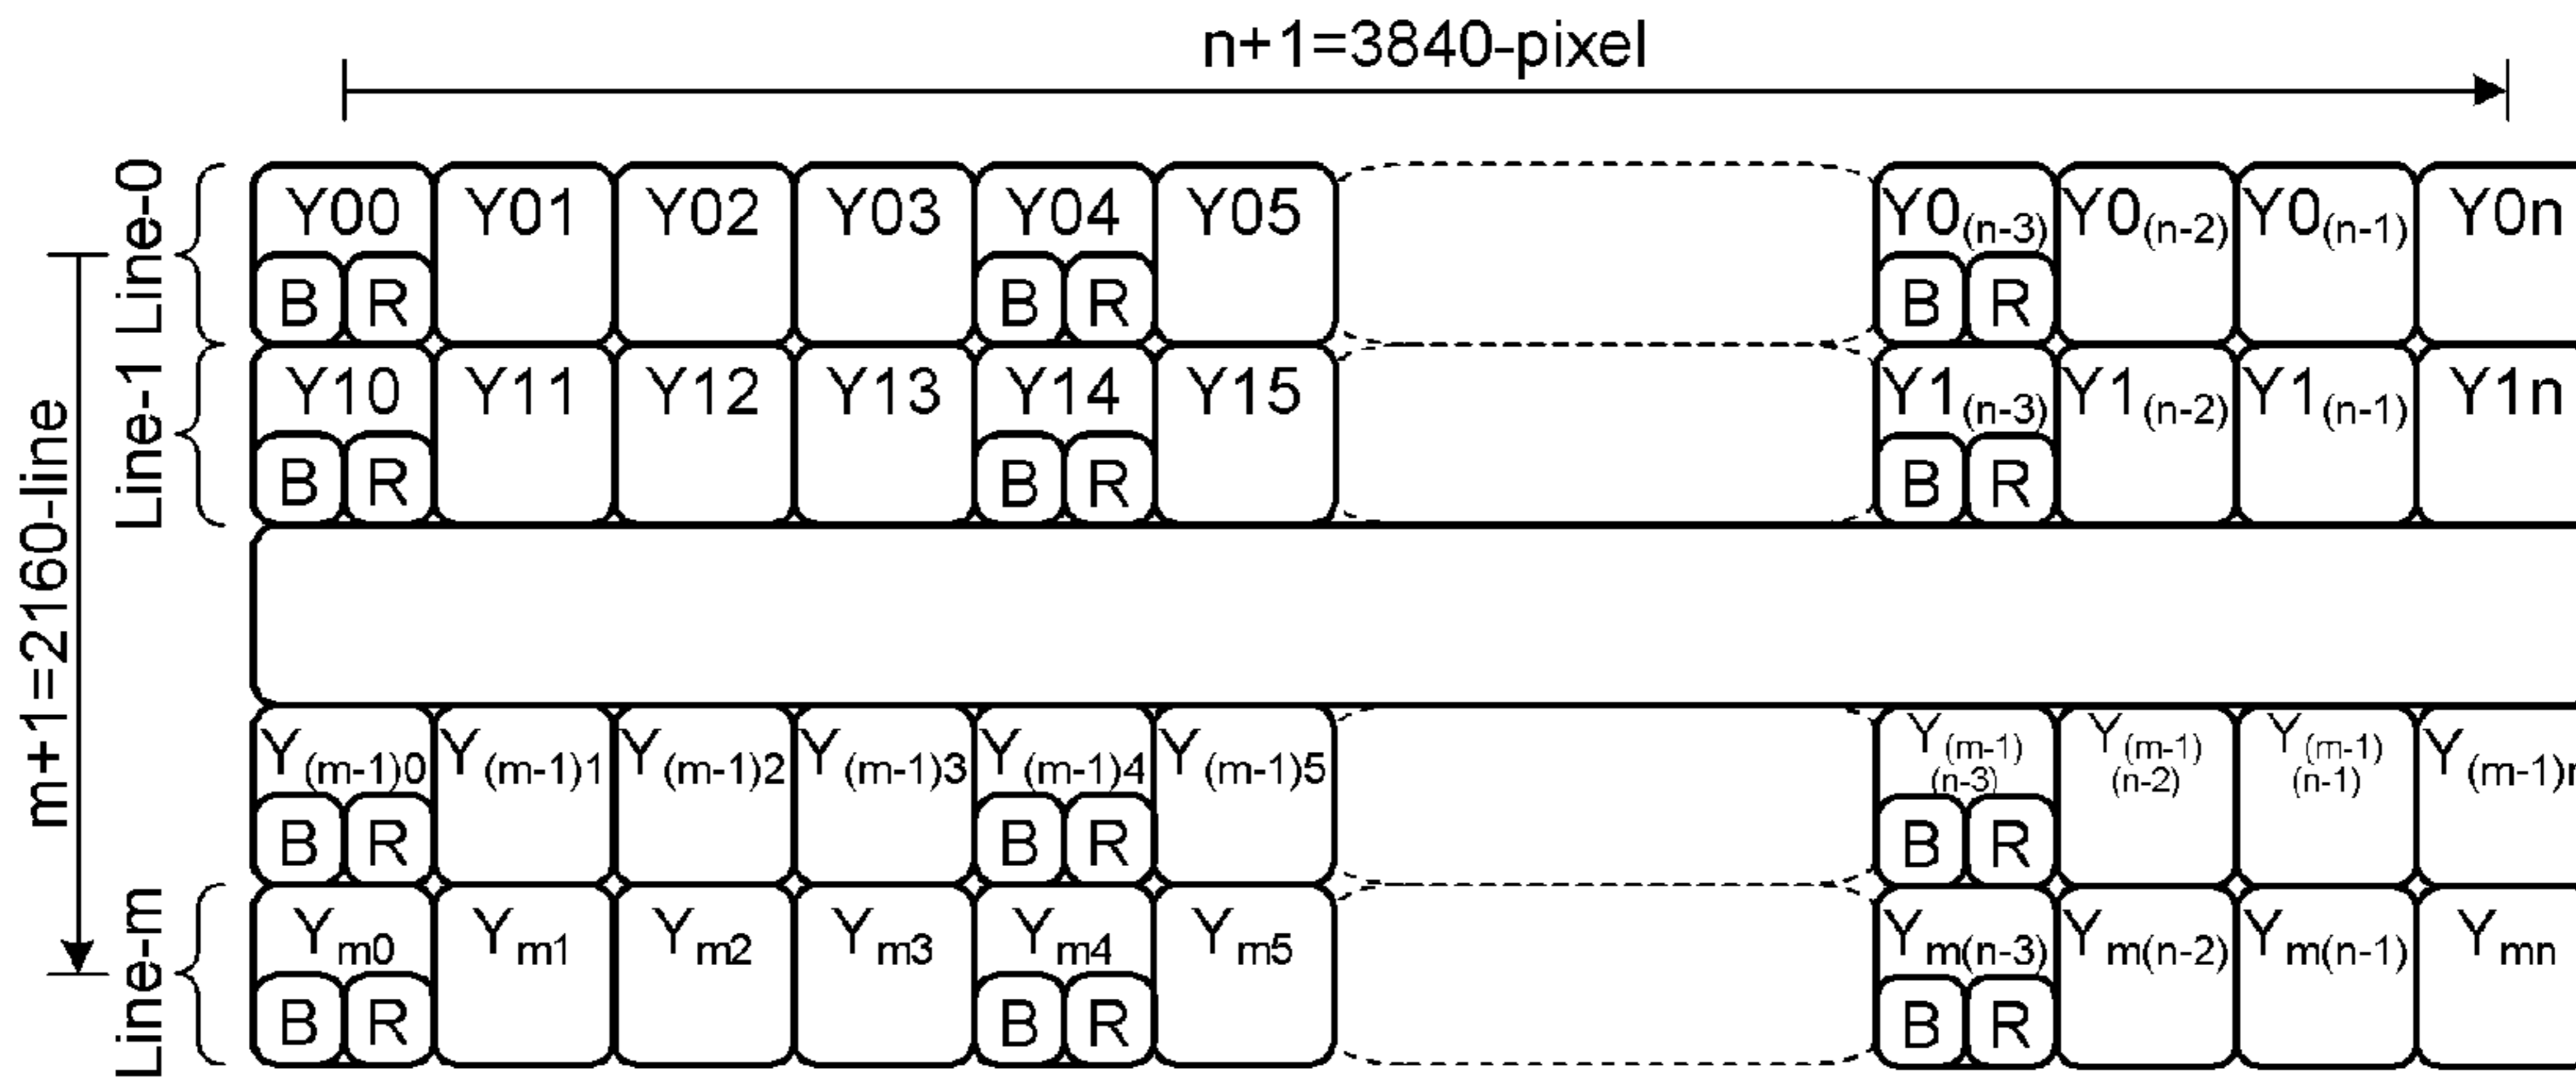 n+1=3840-pixel
m+1=2160-line
Line-0
Y00 Y01 Y02 Y03 Y04 Y05 Y0(n-3) Y0(n-2) Y0(n-1) Y0n
B R B R B R
Line-1
Y10 Y11 Y12 Y13 Y14 Y15 Y1(n-3) Y1(n-2) Y1(n-1) Y1n
B R B R B R
Y(m-1)0 Y(m-1)1 Y(m-1)2 Y(m-1)3 Y(m-1)4 Y(m-1)5 Y(m-1)(n-3) Y(m-1)(n-2) Y(m-1)(n-1)
B R B R B R
Line-m
Ym0 Ym1 Ym2 Ym3 Ym4 Ym5 Ym(n-3) Ym(n-2) Ym(n-1) Ymn
B R B R B R